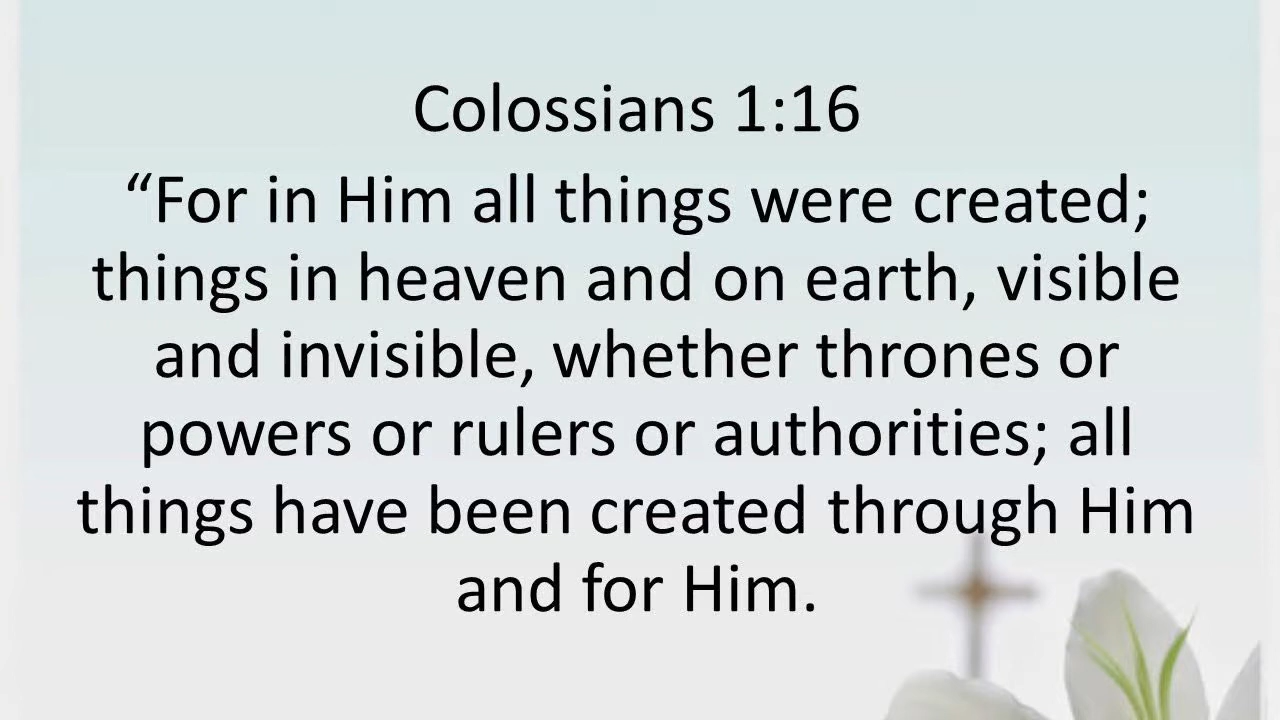 Colossians 1:16
“For in Him all things were created;
things in heaven and on earth, visible
and invisible, whether thrones or
powers or rulers or authorities; all
things have been created through Him
and for Him.